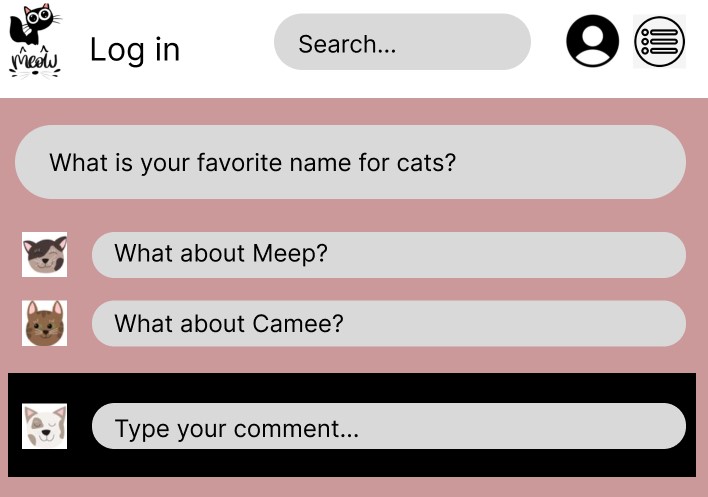 Meow
Log in
Search...
What is your favorite name for cats?
What about Meep?
What about Camee?
Type your comment...